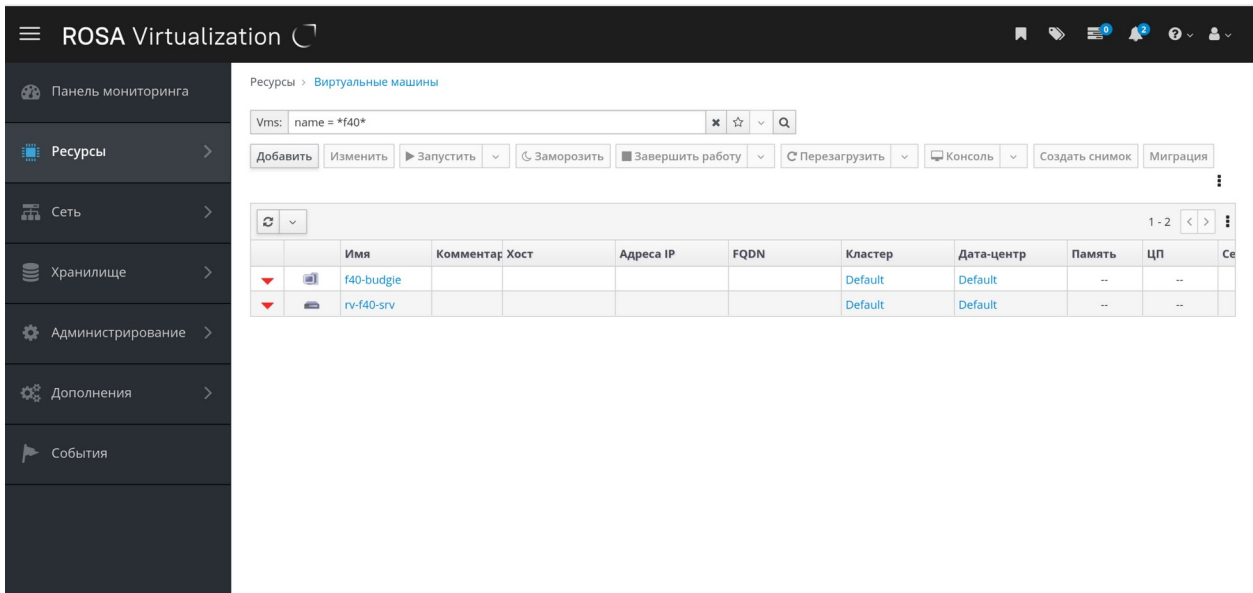 ROSA Virtualization
0
2
Панель мониторинга
Ресурсы
Сеть
Хранилище
Администрирование
Дополнения
События
Ресурсы > Виртуальные машины
Vms: name = *f40*
Добавить Изменить Запустить Заморозить Завершить работу Перезагрузить Консоль Создать снимок Миграция
1 - 2
Имя Комментар Хост Адреса IP FQDN Кластер Дата-центр Память ЦП Се
f40-budgie Default Default -- --
rv-f40-srv Default Default -- --